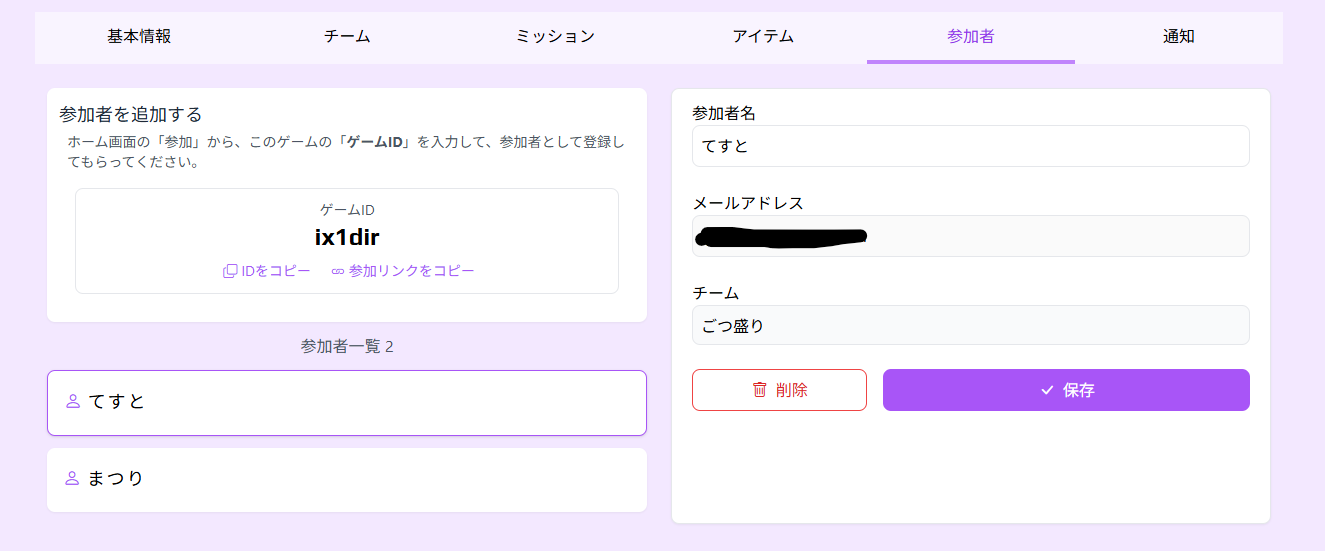 基本情報
チーム
ミッション
アイテム
参加者
通知
参加者を追加する
ホーム画面の「参加」から、このゲームの「ゲームID」を入力して、参加者として登録し
てもらってください。
ゲームID
ix1dir
IDをコピー
参加リンクをコピー
参加者一覧 2
てすと
まつり
参加者名
てすと
メールアドレス
チーム
ごつ盛り
削除
保存